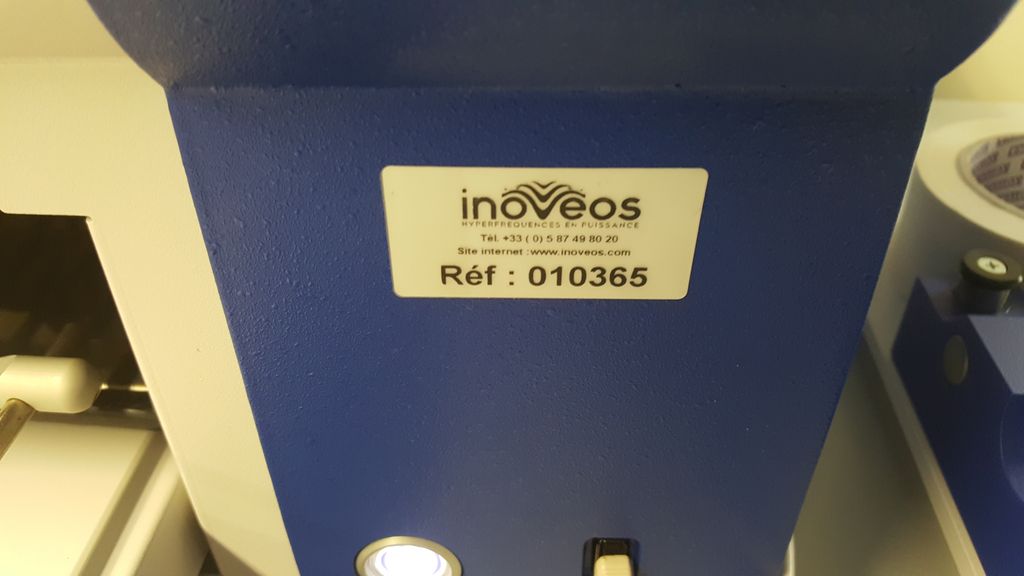 inoveos
HYPERFREQUENCES EN PUISSANCE
Tél. +33 ( 0) 5 87 49 80 20
Site internet : www.inoveos.com
Réf : 010365